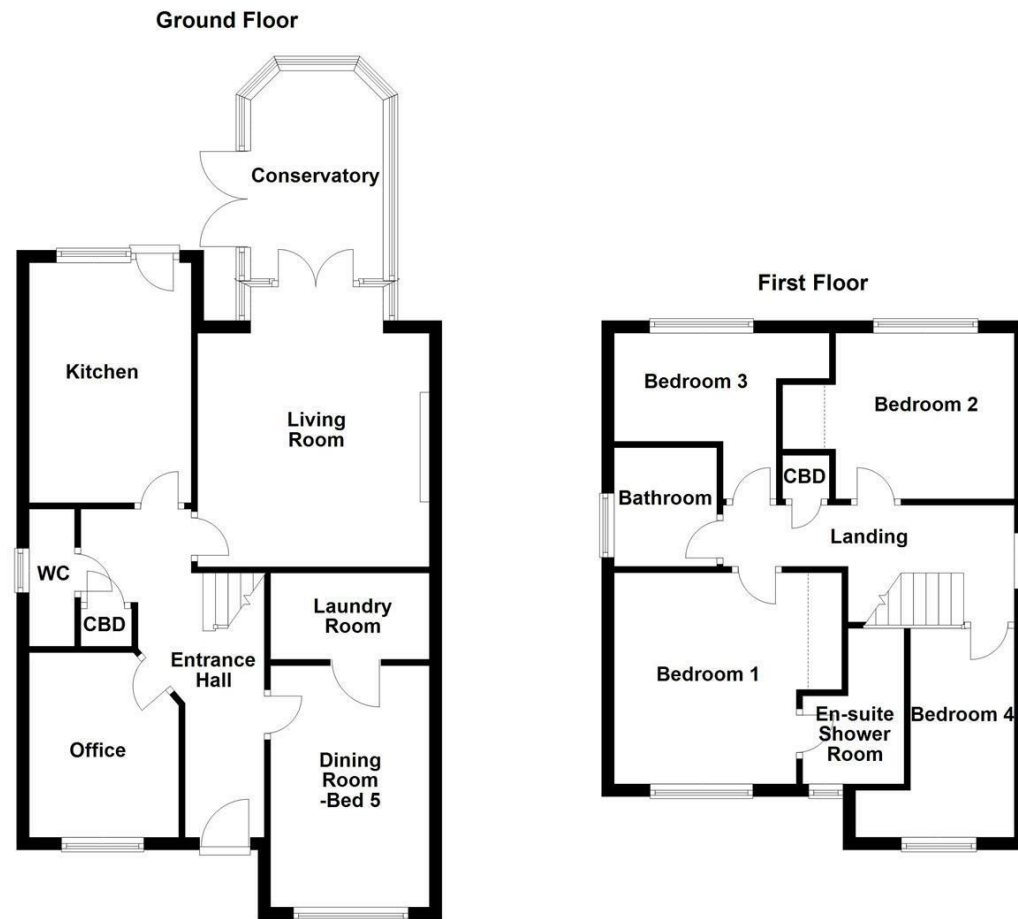 Ground Floor
Conservatory
Kitchen
Living
Room
WC
CBD
Laundry
Room
Entrance
Hall
Office
Dining
Room
-Bed 5
First Floor
Bedroom 3
Bedroom 2
CBD
Bathroom
Landing
Bedroom 1
En-suite
Shower
Room
Bedroom 4